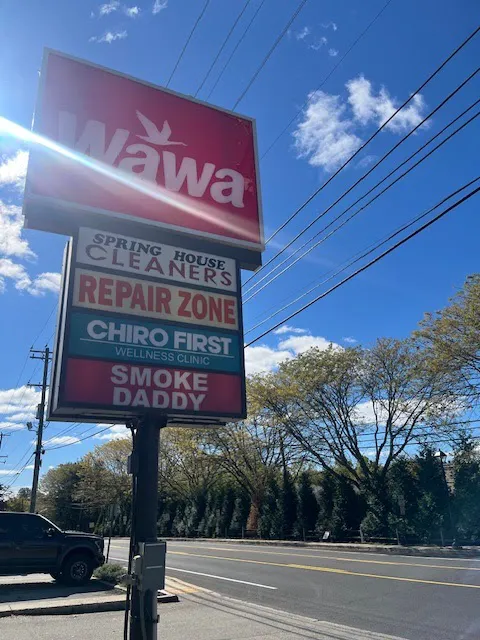 Wawa
SPRING HOUSE
CLEANERS
REPAIR ZONE
CHIRO FIRST
WELLNESS CLINIC
SMOKE
DADDY